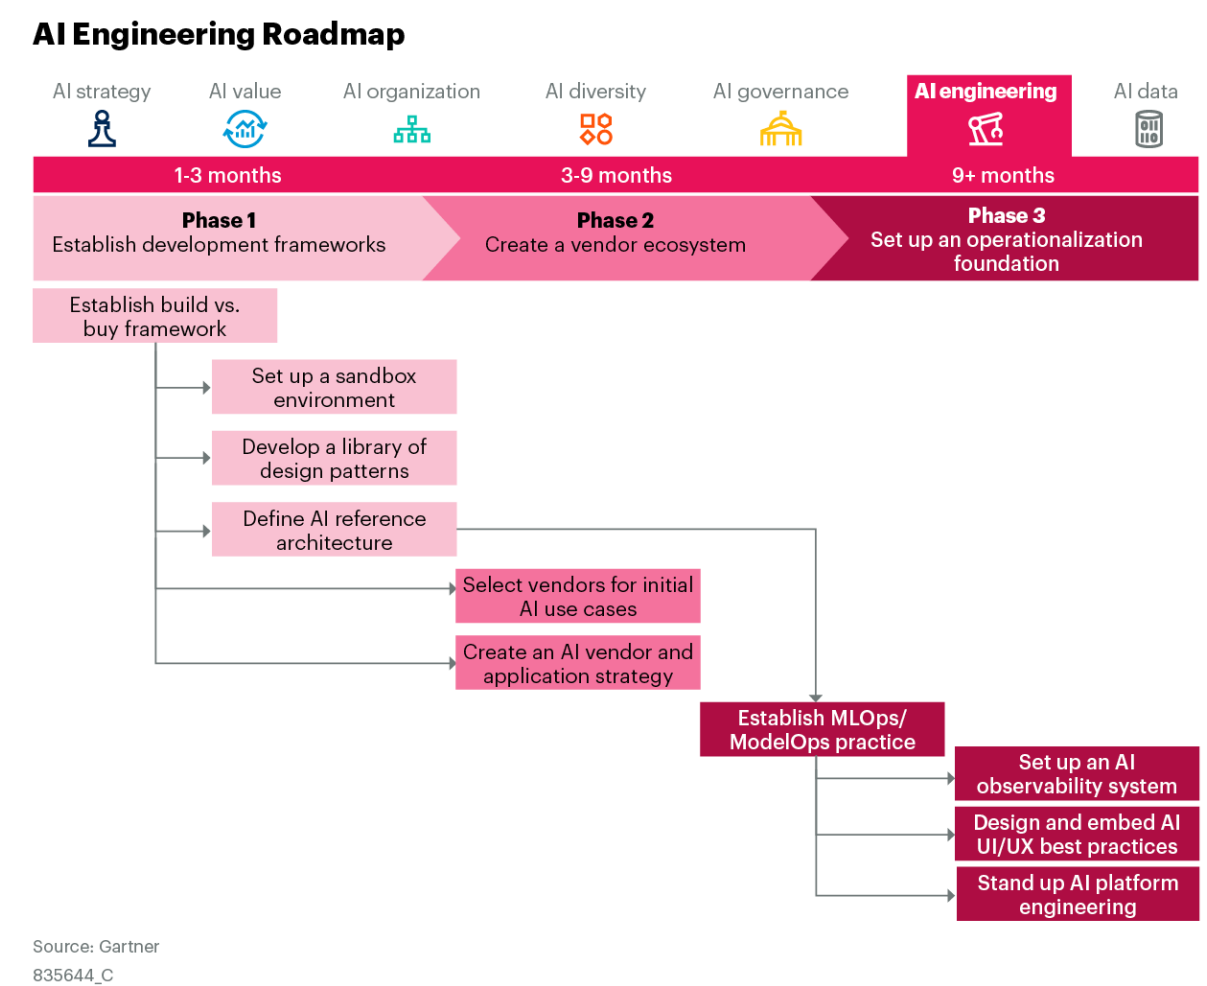 AI Engineering Roadmap
AI strategy
AI value
AI organization
AI diversity
AI governance
AI engineering
AI data
011
110
1-3 months
3-9 months
9+ months
Phase 1
Establish development frameworks
Phase 2
Create a vendor ecosystem
Phase 3
Set up an operationalization
foundation
Establish build vs.
buy framework
Set up a sandbox
environment
Develop a library of
design patterns
Define AI reference
architecture
Select vendors for initial
AI use cases
Create an AI vendor and
application strategy
Establish MLOps/
ModelOps practice
Set up an AI
observability system
Design and embed AI
UI/UX best practices
Stand up AI platform
engineering
Source: Gartner
835644_C